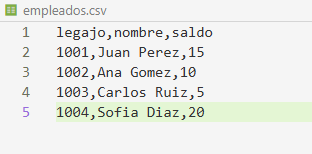 empleados.csv
1 legajo,nombre,saldo
2 1001,Juan Perez,15
3 1002,Ana Gomez,10
4 1003,Carlos Ruiz,5
5 1004,Sofia Diaz,20